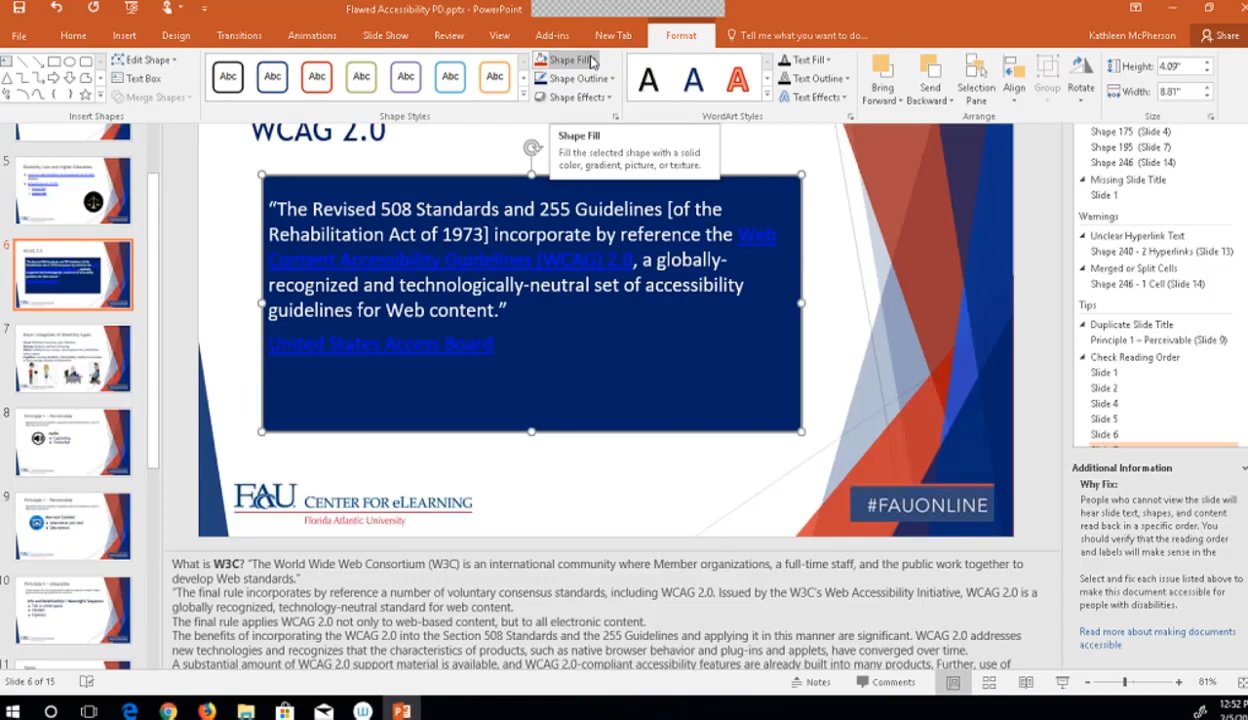 Flawed Accessibility PD.pptx - PowerPoint
File Home Insert Design Transitions Animations Slide Show Review View Add-ins New Tab Format Tell me what you want to do... Kathleen McPherson Share
Edit Shape
Text Box
Merge Shapes
Insert Shapes
Abc Abc Abc Abc Abc Abc Abc
Shape Styles
Shape Fill
Shape Outline
Shape Effects
A A A
WordArt Styles
Text Fill
Text Outline
Text Effects
Bring Forward
Send Backward
Selection Pane
Align
Group
Rotate
Arrange
Height: 4.09"
Width: 8.81"
Size
Shape Fill
Fill the selected shape with a solid
color, gradient, picture, or texture.
5
6
7
8
9
10
11
WCAG 2.0
“The Revised 508 Standards and 255 Guidelines [of the
Rehabilitation Act of 1973] incorporate by reference the Web
Content Accessibility Guidelines (WCAG) 2.0, a globally-
recognized and technologically-neutral set of accessibility
guidelines for Web content.”
United States Access Board
FAU CENTER FOR eLEARNING
Florida Atlantic University
#FAUONLINE
What is W3C? "The World Wide Web Consortium (W3C) is an international community where Member organizations, a full-time staff, and the public work together to
develop Web standards."
"The final rule incorporates by reference a number of voluntary consensus standards, including WCAG 2.0. Issued by the W3C's Web Accessibility Initiative, WCAG 2.0 is a
globally recognized, technology-neutral standard for web content.
The final rule applies WCAG 2.0 not only to web-based content, but to all electronic content.
The benefits of incorporating the WCAG 2.0 into the Section 508 Standards and the 255 Guidelines and applying it in this manner are significant. WCAG 2.0 addresses
new technologies and recognizes that the characteristics of products, such as native browser behavior and plug-ins and applets, have converged over time.
A substantial amount of WCAG 2.0 support material is available, and WCAG 2.0-compliant accessibility features are already built into many products. Further, use of
Shape 175 (Slide 4)
Shape 195 (Slide 7)
Shape 246 (Slide 14)
Missing Slide Title
Slide 1
Warnings
Unclear Hyperlink Text
Shape 240 - 2 Hyperlinks (Slide 13)
Merged or Split Cells
Shape 246 - 1 Cell (Slide 14)
Tips
Duplicate Slide Title
Principle 1 – Perceivable (Slide 9)
Check Reading Order
Slide 1
Slide 2
Slide 4
Slide 5
Slide 6
Additional Information
Why Fix:
People who cannot view the slide will
hear slide text, shapes, and content
read back in a specific order. You
should verify that the reading order
and labels will make sense in the
Select and fix each issue listed above to
make this document accessible for
people with disabilities.
Read more about making documents
accessible
Slide 6 of 15 Notes Comments 81%
12:52